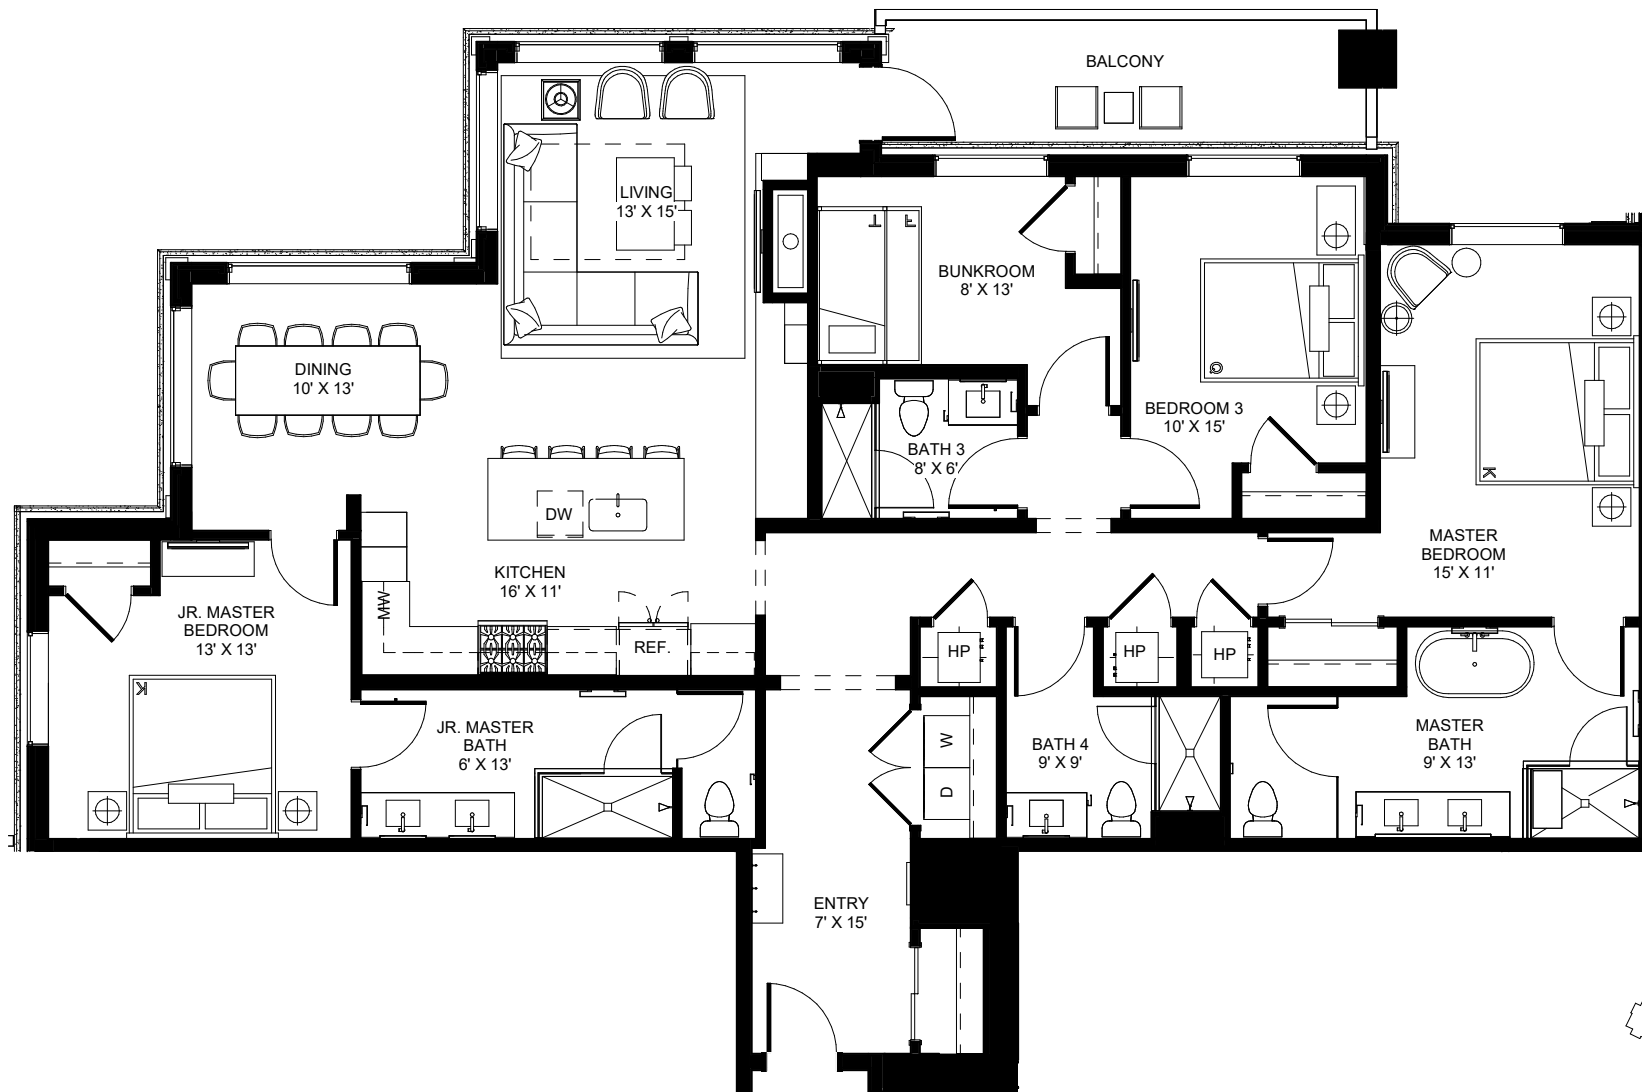 BALCONY
LIVING
13' X 15'
T
F
BUNKROOM
8' X 13'
DINING
10' X 13'
Q
BEDROOM 3
10' X 15'
BATH 3
8' X 6'
K
DW
MASTER
BEDROOM
15' X 11'
KITCHEN
16' X 11'
MW
REF.
JR. MASTER
BEDROOM
13' X 13'
K
HP
HP
HP
JR. MASTER
BATH
6' X 13'
W
D
BATH 4
9' X 9'
MASTER
BATH
9' X 13'
ENTRY
7' X 15'